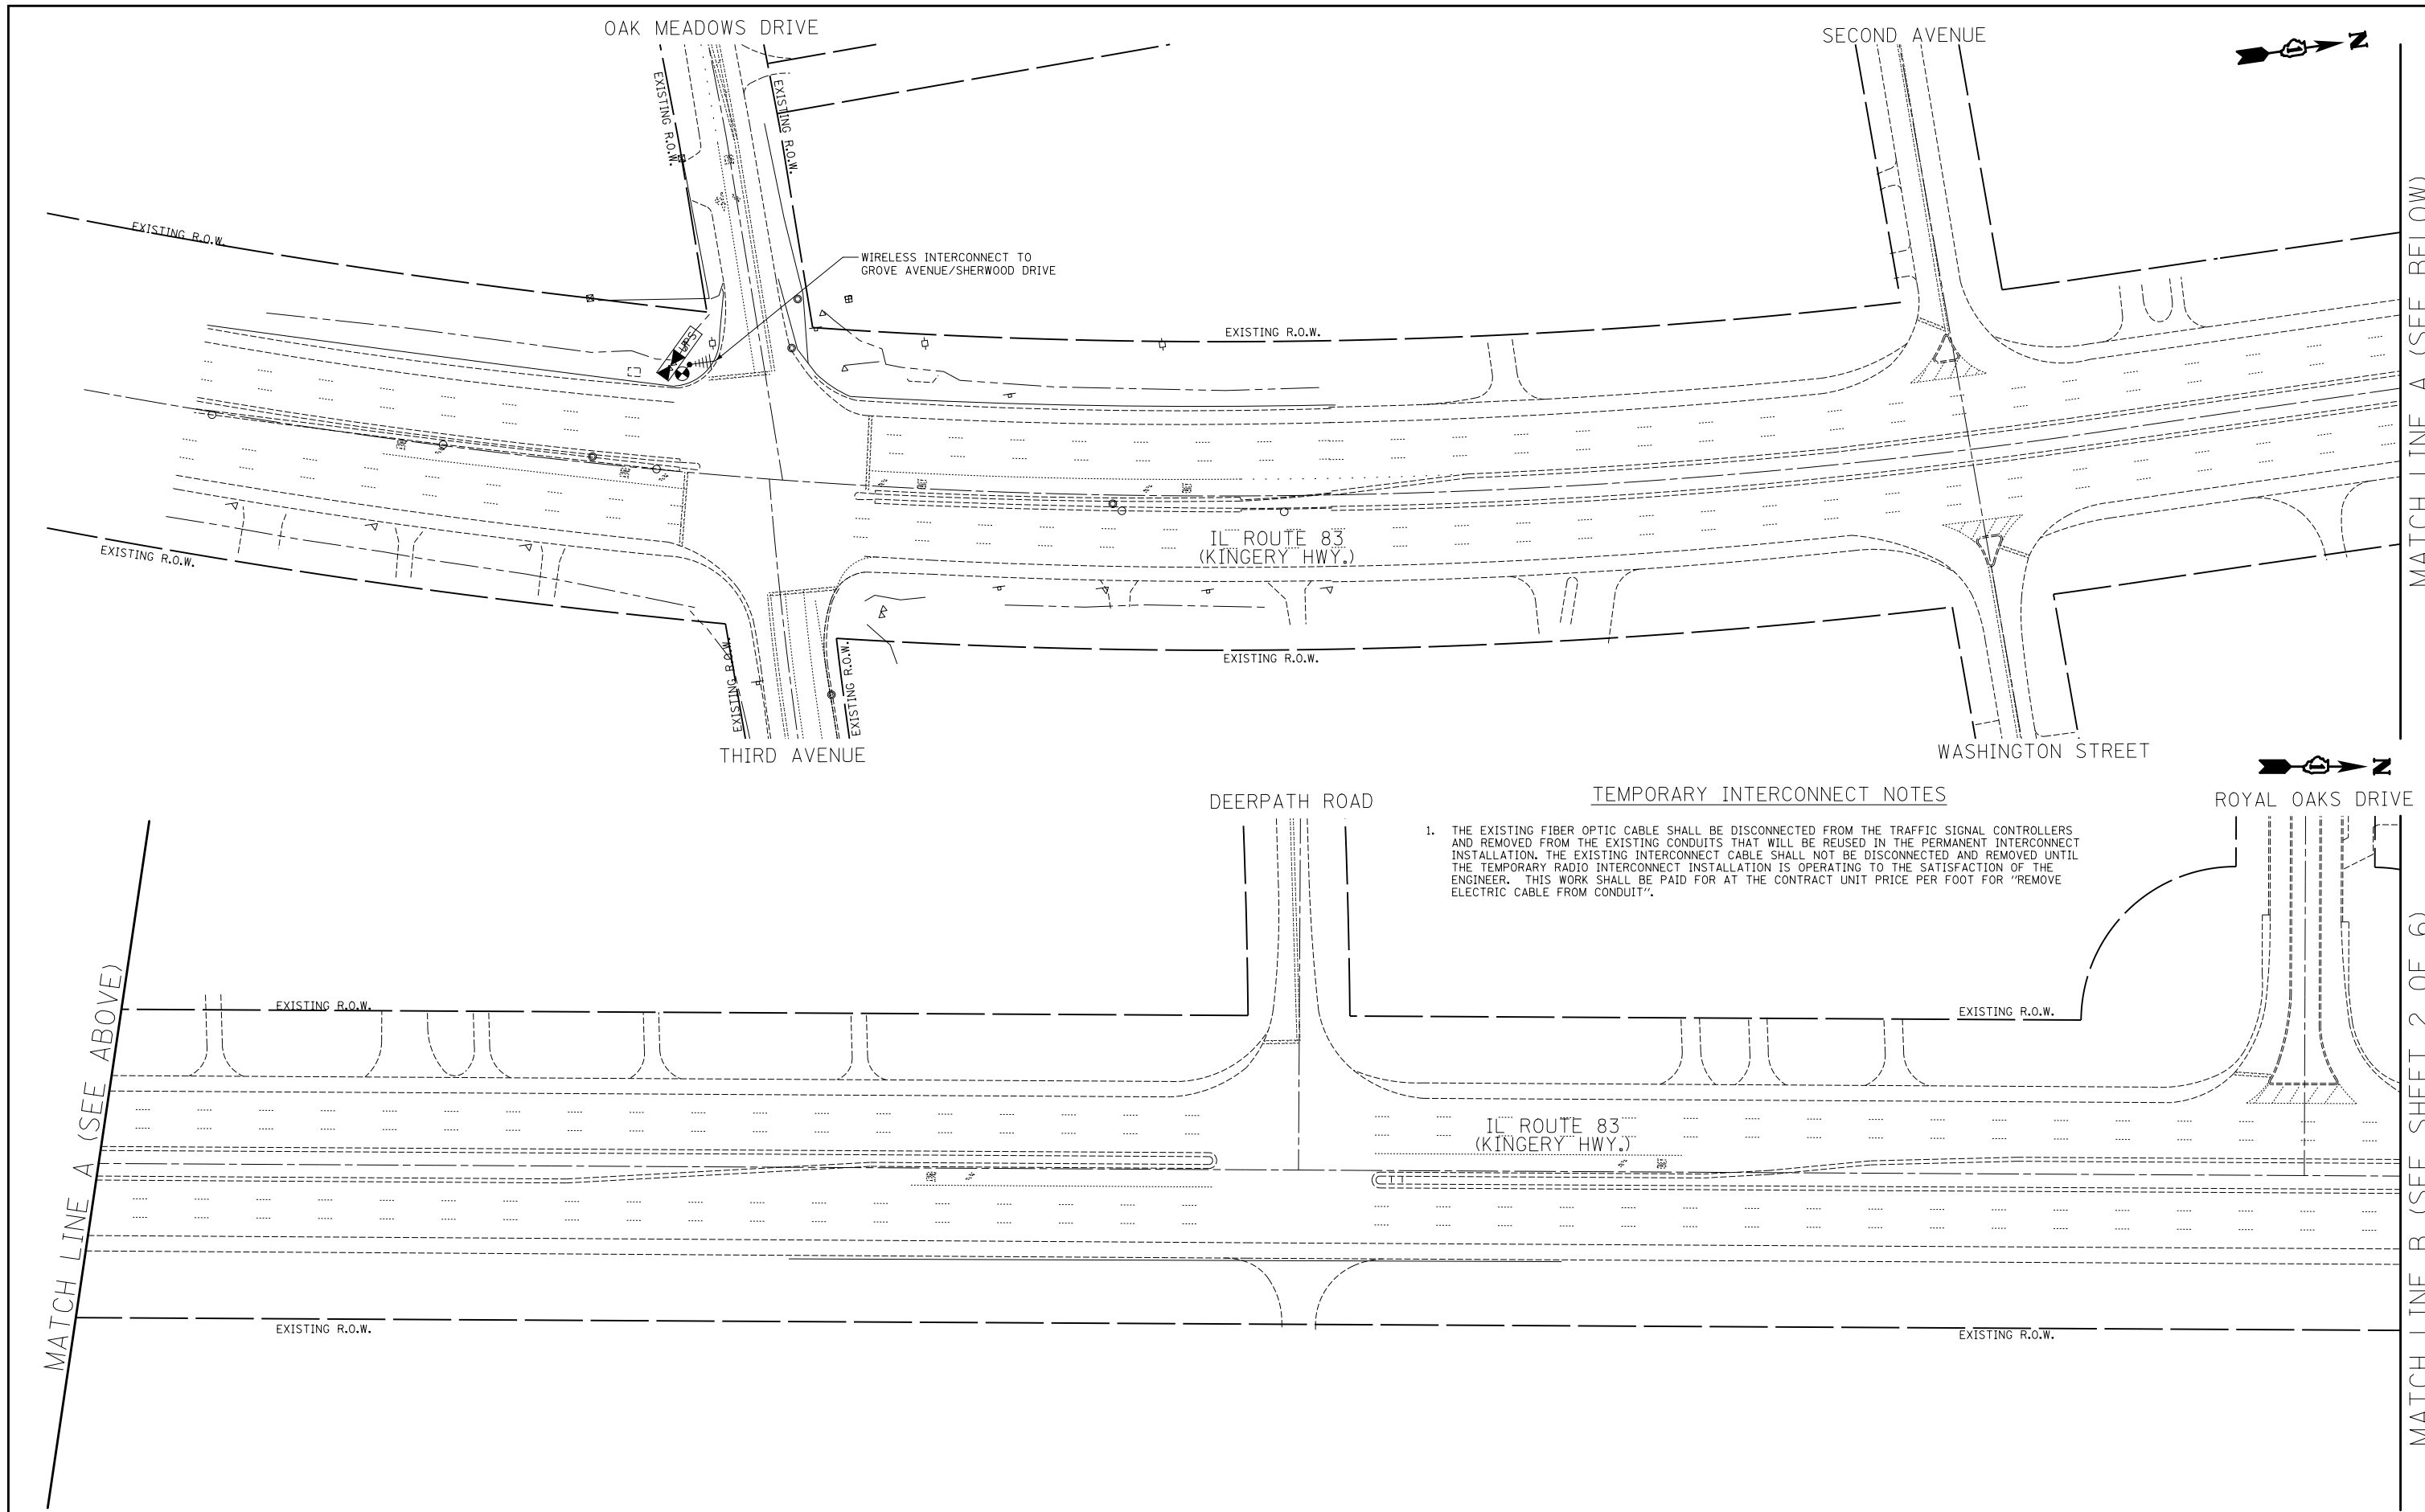 OAK MEADOWS DRIVE
SECOND AVENUE
N
EXISTING R.O.W.
EXISTING R.O.W.
EXISTING R.O.W.
WIRELESS INTERCONNECT TO
GROVE AVENUE/SHERWOOD DRIVE
UPS
EXISTING R.O.W.
MATCH LINE A (SEE BELOW)
IL ROUTE 83
(KINGERY HWY.)
EXISTING R.O.W.
EXISTING R.O.W.
EXISTING R.O.W.
EXISTING R.O.W.
THIRD AVENUE
WASHINGTON STREET
N
DEERPATH ROAD
TEMPORARY INTERCONNECT NOTES
ROYAL OAKS DRIVE
1. THE EXISTING FIBER OPTIC CABLE SHALL BE DISCONNECTED FROM THE TRAFFIC SIGNAL CONTROLLERS
AND REMOVED FROM THE EXISTING CONDUITS THAT WILL BE REUSED IN THE PERMANENT INTERCONNECT
INSTALLATION. THE EXISTING INTERCONNECT CABLE SHALL NOT BE DISCONNECTED AND REMOVED UNTIL
THE TEMPORARY RADIO INTERCONNECT INSTALLATION IS OPERATING TO THE SATISFACTION OF THE
ENGINEER. THIS WORK SHALL BE PAID FOR AT THE CONTRACT UNIT PRICE PER FOOT FOR "REMOVE
ELECTRIC CABLE FROM CONDUIT".
MATCH LINE A (SEE ABOVE)
EXISTING R.O.W.
EXISTING R.O.W.
IL ROUTE 83
(KINGERY HWY.)
EXISTING R.O.W.
EXISTING R.O.W.
MATCH LINE B (SEE SHEET 2 OF 6)